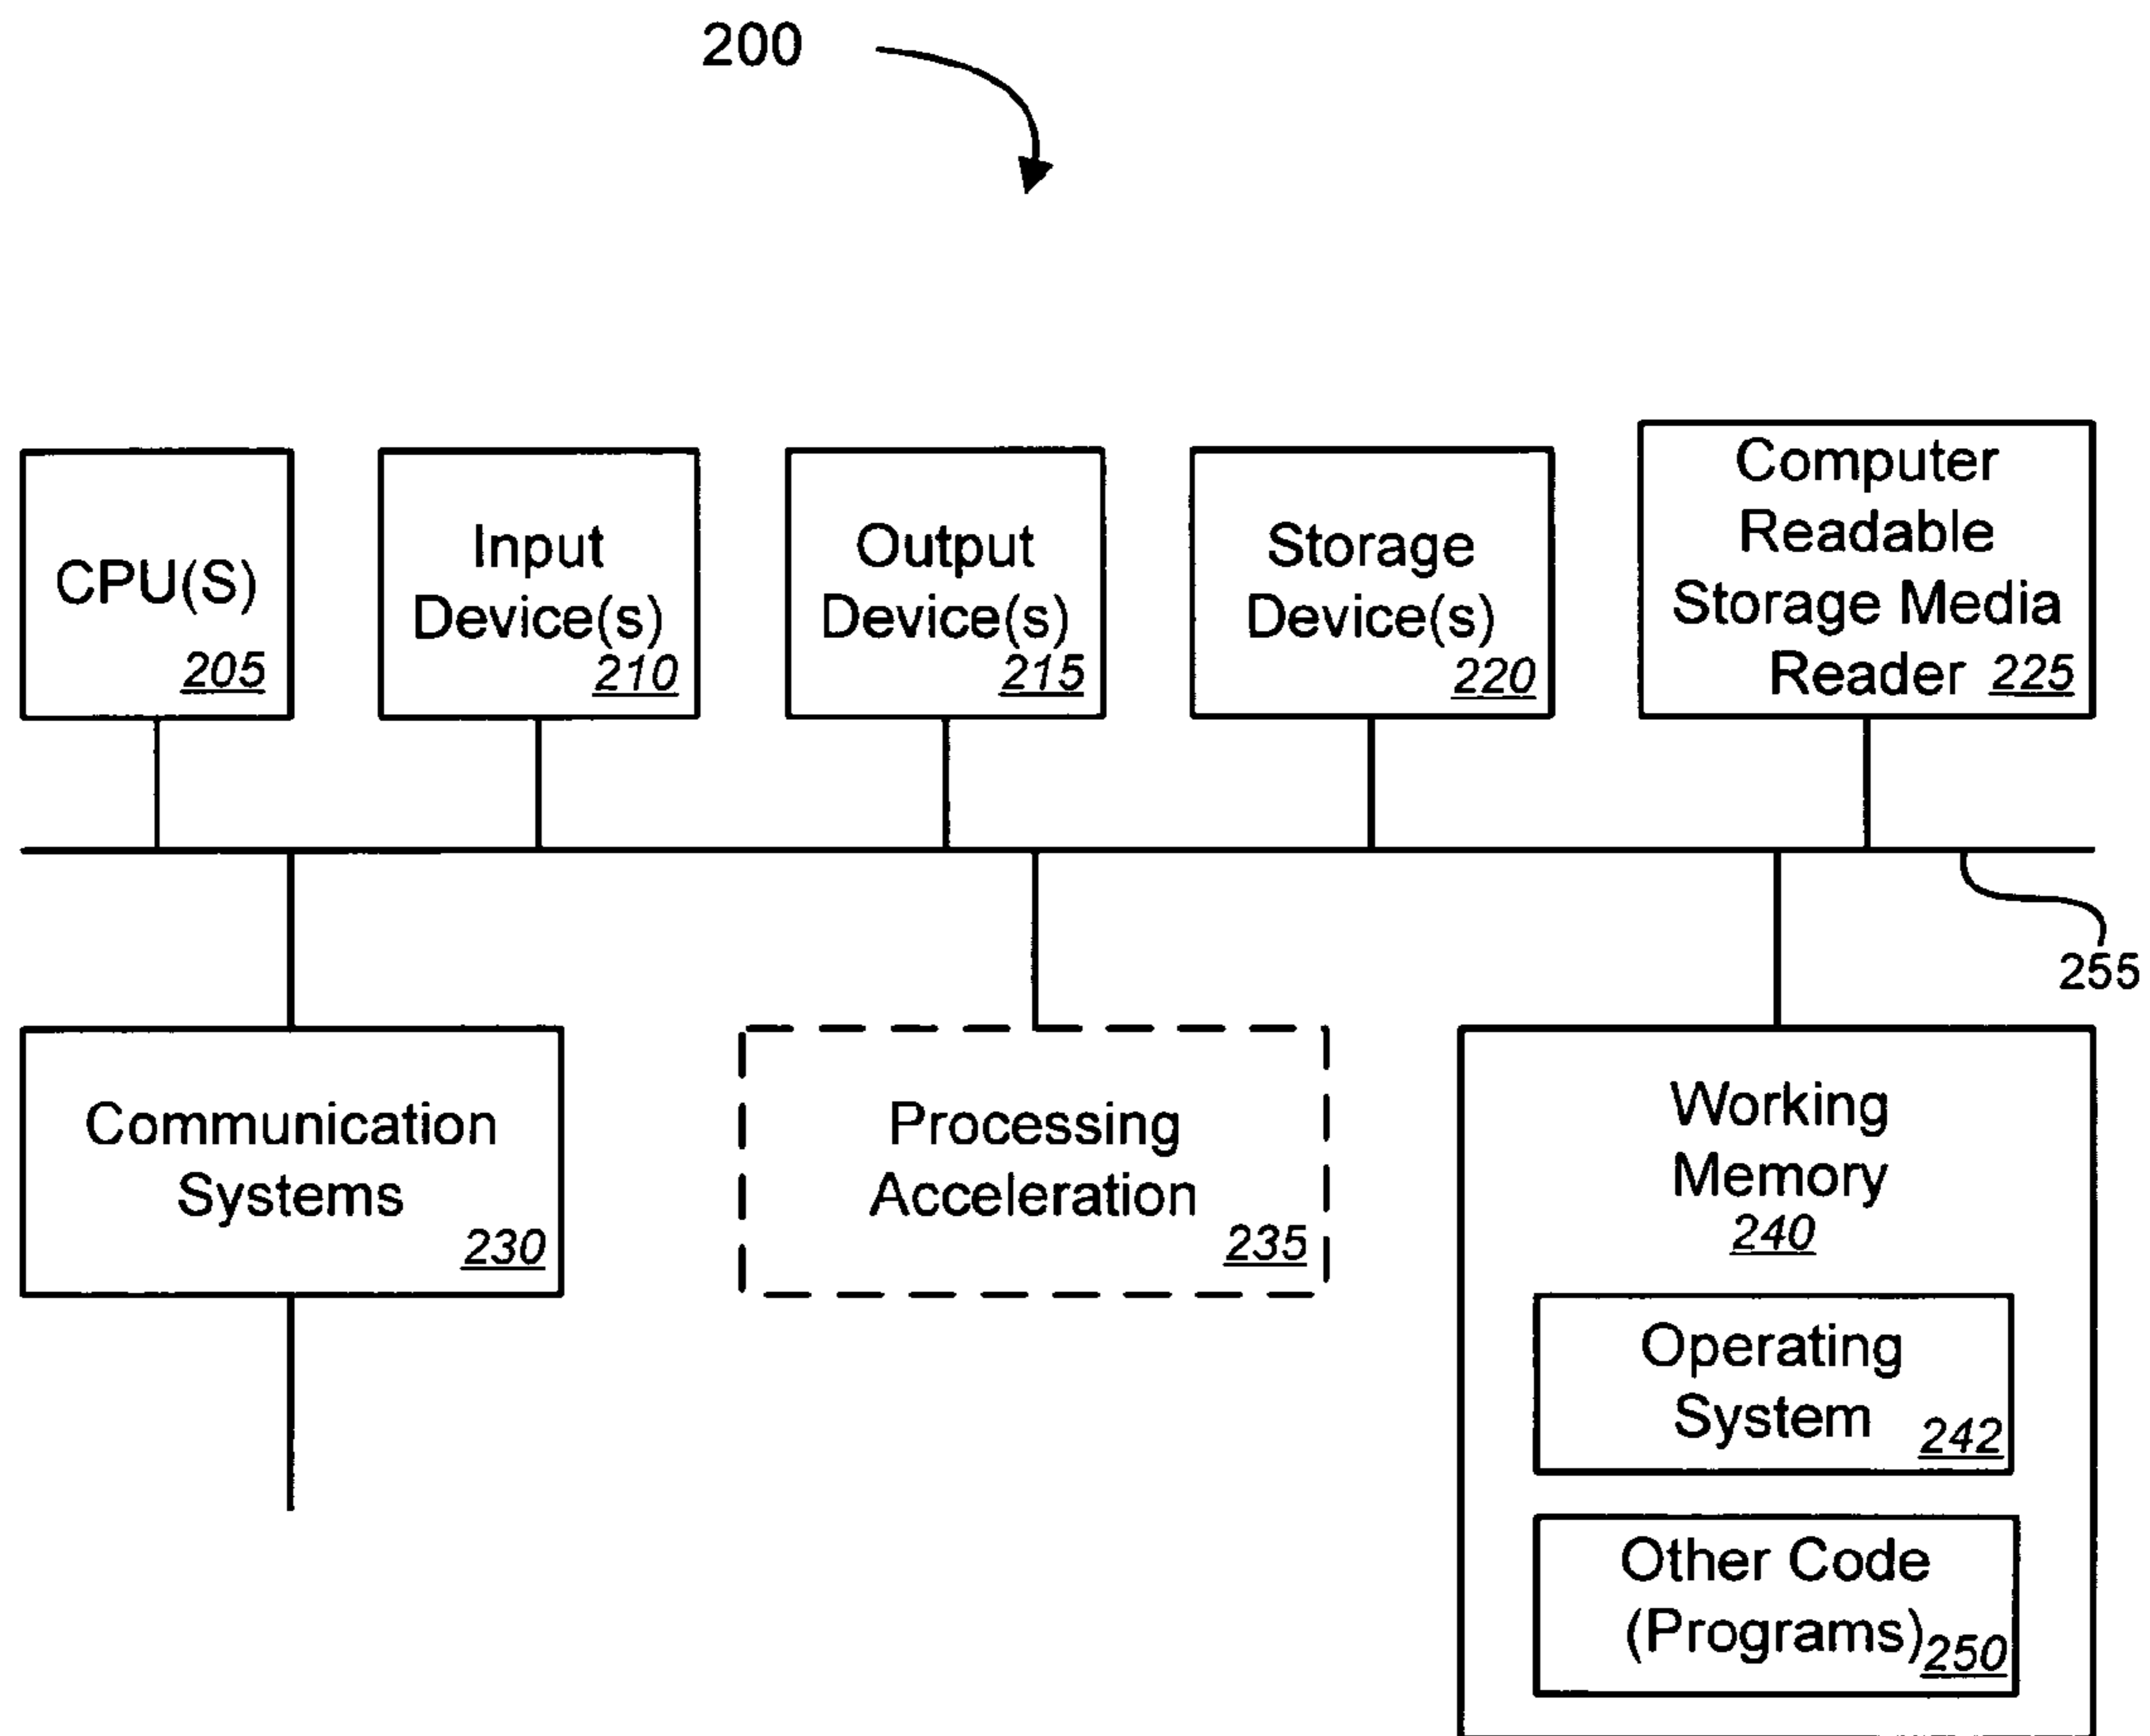 200
CPU(S)
205
Input
Device(s)
210
Output
Device(s)
215
Storage
Device(s)
220
Computer
Readable
Storage Media
Reader 225
255
Communication
Systems
230
Processing
Acceleration
235
Working
Memory
240
Operating
System
242
Other Code
(Programs)
250